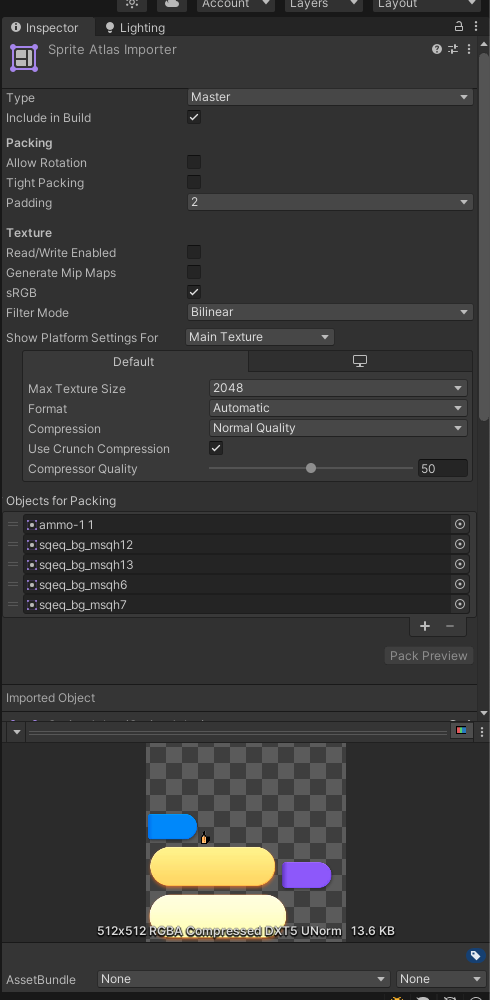 Account
Layers
Layout
Inspector
Lighting
Sprite Atlas Importer
Type
Master
Include in Build
Packing
Allow Rotation
Tight Packing
Padding
2
Texture
Read/Write Enabled
Generate Mip Maps
sRGB
Filter Mode
Bilinear
Show Platform Settings For
Main Texture
Default
Max Texture Size
2048
Format
Automatic
Compression
Normal Quality
Use Crunch Compression
Compressor Quality
50
Objects for Packing
ammo-1 1
sqeq_bg_msqh12
sqeq_bg_msqh13
sqeq_bg_msqh6
sqeq_bg_msqh7
Pack Preview
Imported Object
512x512 RGBA Compressed DXT5 UNorm 13.6 KB
AssetBundle
None
None